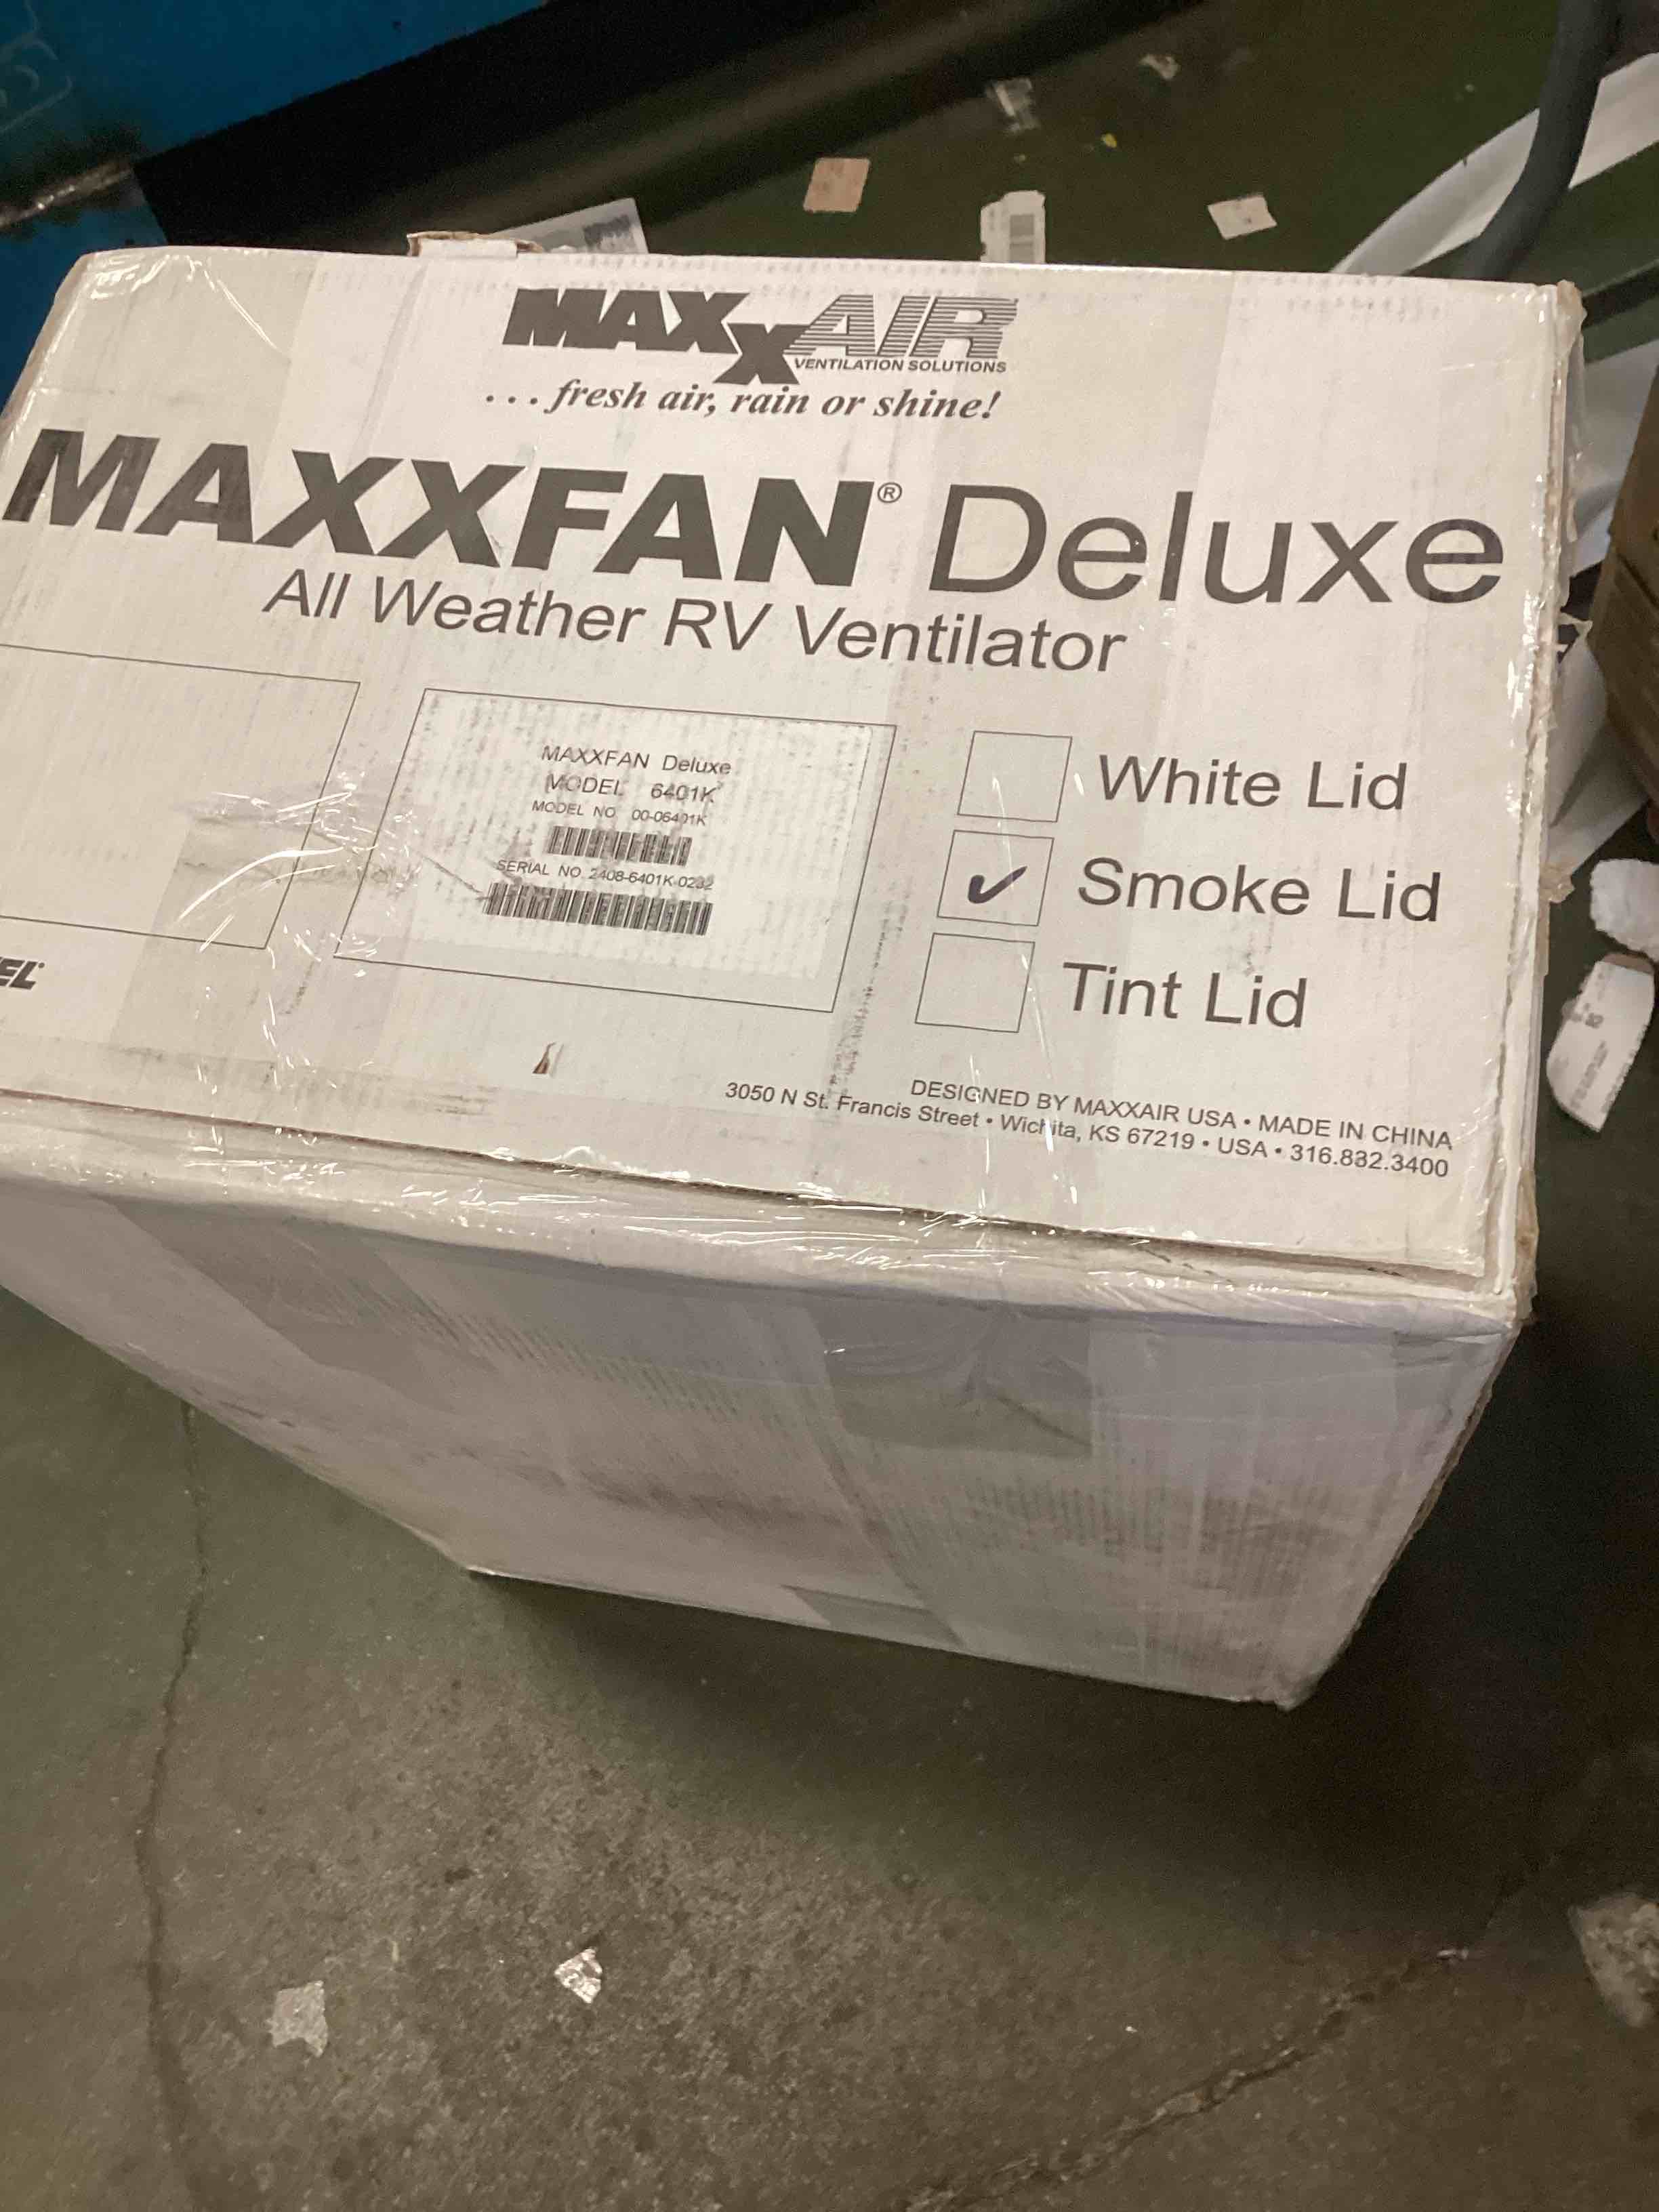 MAXXAIR
VENTILATION SOLUTIONS
...fresh air, rain or shine!
MAXXFAN® Deluxe
All Weather RV Ventilator
MAXXFAN Deluxe
MODEL 6401K
MODEL NO 00-06401K
SERIAL NO. 2408-6401K-0232
White Lid
✓ Smoke Lid
Tint Lid
EL
DESIGNED BY MAXXAIR USA • MADE IN CHINA
3050 N St. Francis Street • Wichita, KS 67219 • USA • 316.832.3400